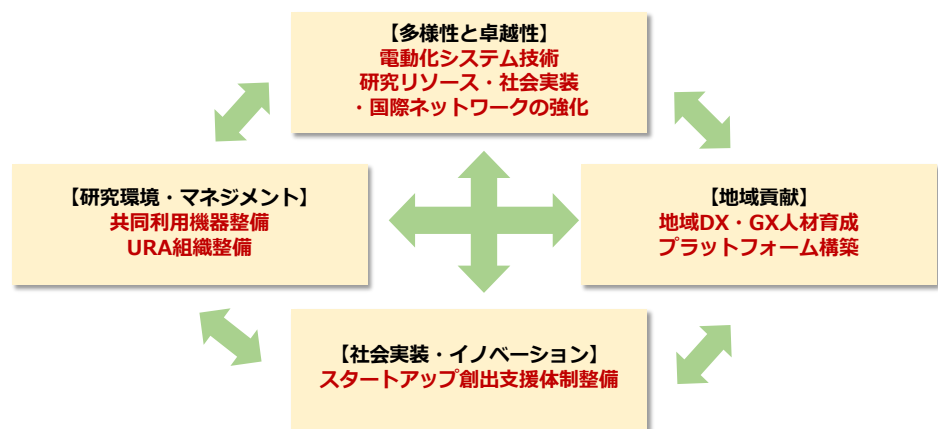 【多様性と卓越性】
電動化システム技術
研究リソース・社会実装
・国際ネットワークの強化
【研究環境・マネジメント】
共同利用機器整備
URA組織整備
【地域貢献】
地域DX・GX人材育成
プラットフォーム構築
【社会実装・イノベーション】
スタートアップ創出支援体制整備